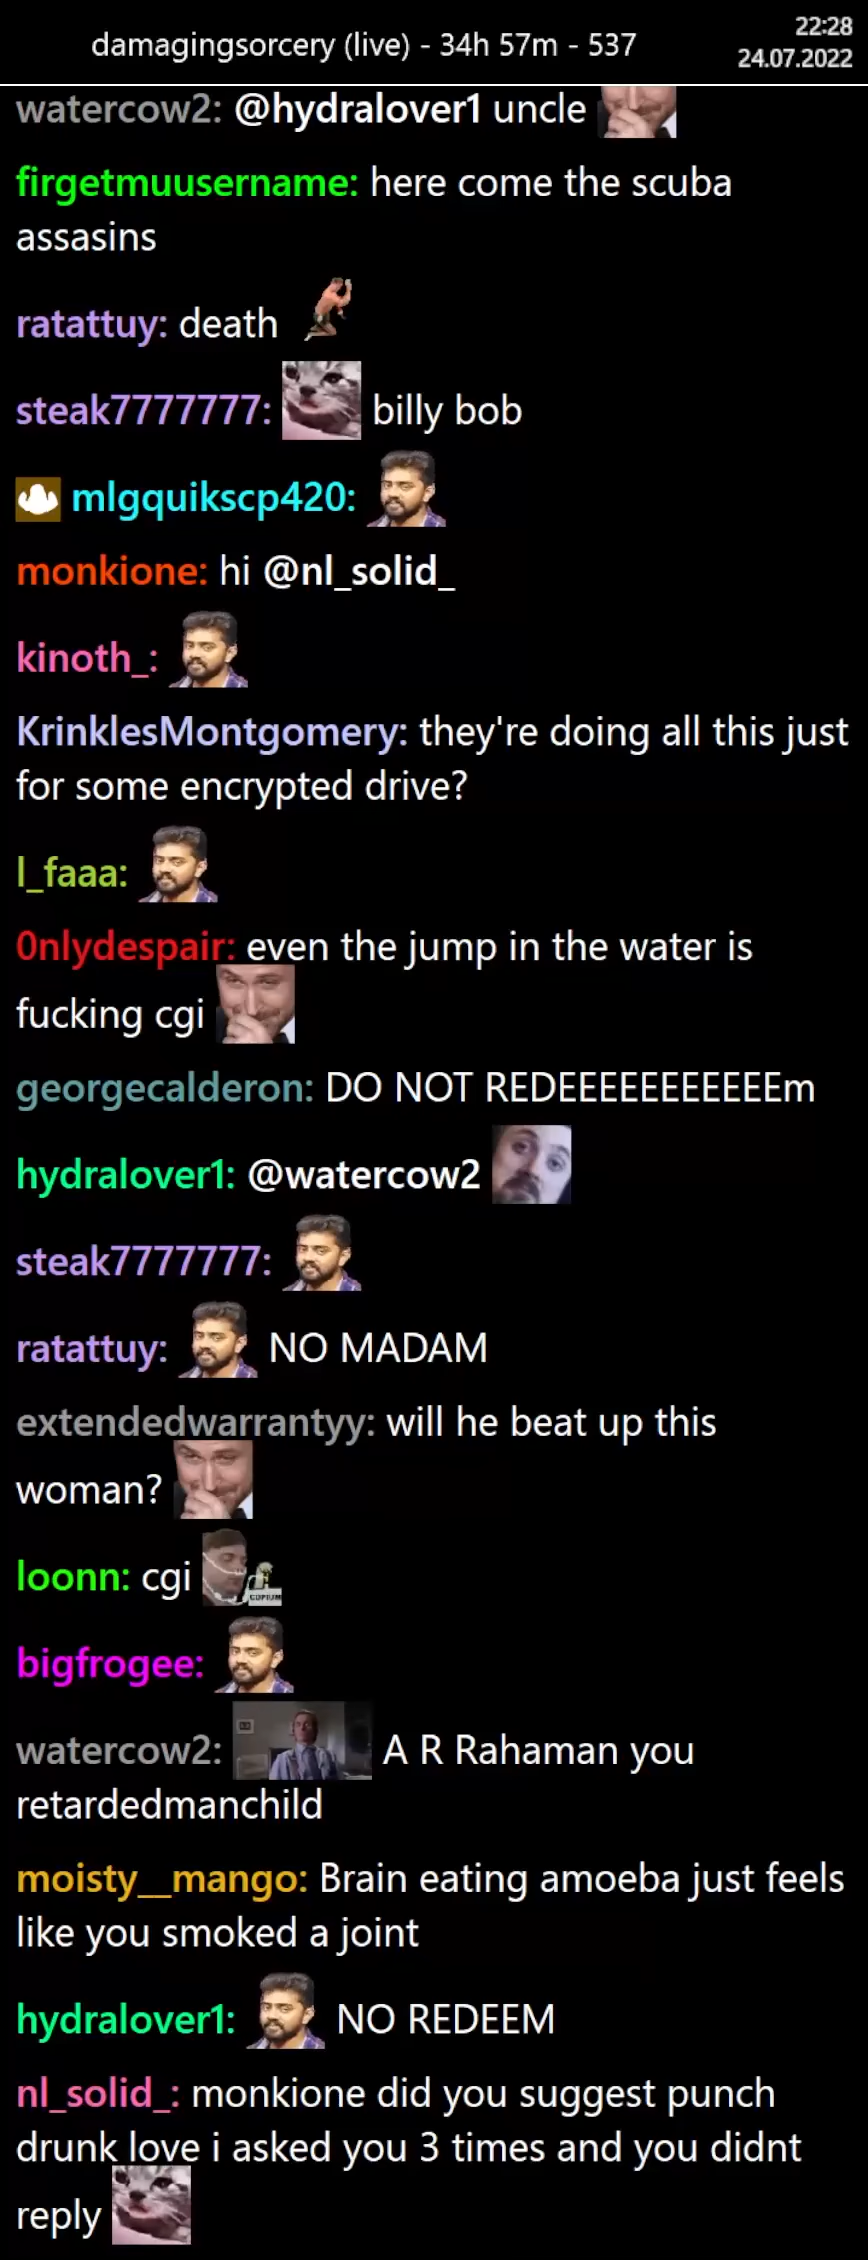 damagingsorcery (live) - 34h 57m - 537
22:28
24.07.2022
watercow2: @hydralover1 uncle
firgetmuusername: here come the scuba
assasins
ratattuy: death
steak7777777: billy bob
mlgquikscp420:
monkione: hi @nl_solid_
kinoth_:
KrinklesMontgomery: they're doing all this just
for some encrypted drive?
l_faaa:
0nlydespair: even the jump in the water is
fucking cgi
georgecalderon: DO NOT REDEEEEEEEEEEEm
hydralover1: @watercow2
steak7777777:
ratattuy: NO MADAM
extendedwarrantyy: will he beat up this
woman?
loonn: cgi
COPIUM
bigfrogee:
watercow2: A R Rahaman you
retardedmanchild
moisty__mango: Brain eating amoeba just feels
like you smoked a joint
hydralover1: NO REDEEM
nl_solid_: monkione did you suggest punch
drunk love i asked you 3 times and you didnt
reply